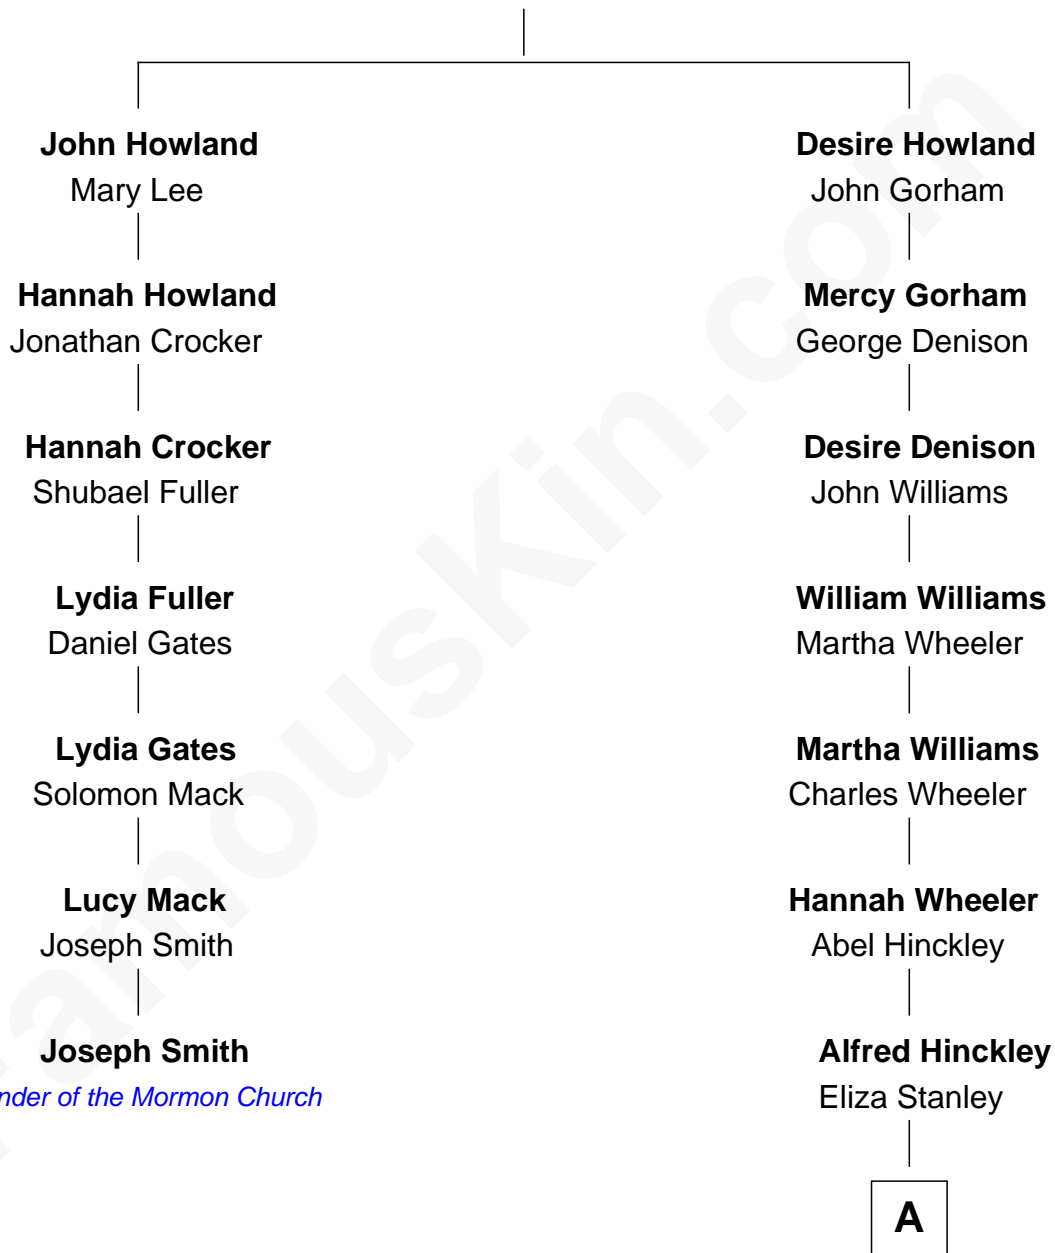 John Howland
Mary Lee
Hannah Howland
Jonathan Crocker
Hannah Crocker
Shubael Fuller
Lydia Fuller
Daniel Gates
Lydia Gates
Solomon Mack
Lucy Mack
Joseph Smith
Joseph Smith
of the Mormon Church
Desire Howland
John Gorham
Mercy Gorham
George Denison
Desire Denison
John Williams
William Williams
Martha Wheeler
Martha Williams
Charles Wheeler
Hannah Wheeler
Abel Hinckley
Alfred Hinckley
Eliza Stanley
A
FamousKin.com